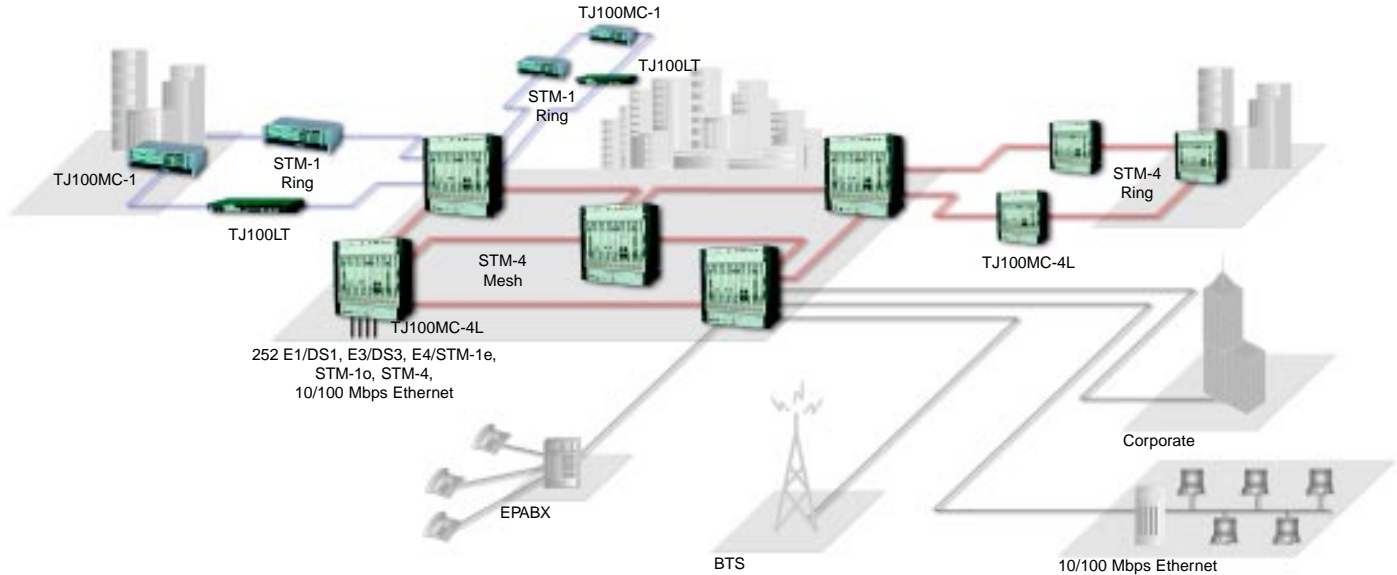 TJ100MC-1
TJ100LT
STM-1
Ring
TJ100MC-1
STM-1
Ring
TJ100LT
STM-4
Ring
TJ100MC-4L
STM-4
Mesh
TJ100MC-4L
252 E1/DS1, E3/DS3, E4/STM-1e,
STM-1o, STM-4,
10/100 Mbps Ethernet
Corporate
EPABX
BTS
10/100 Mbps Ethernet